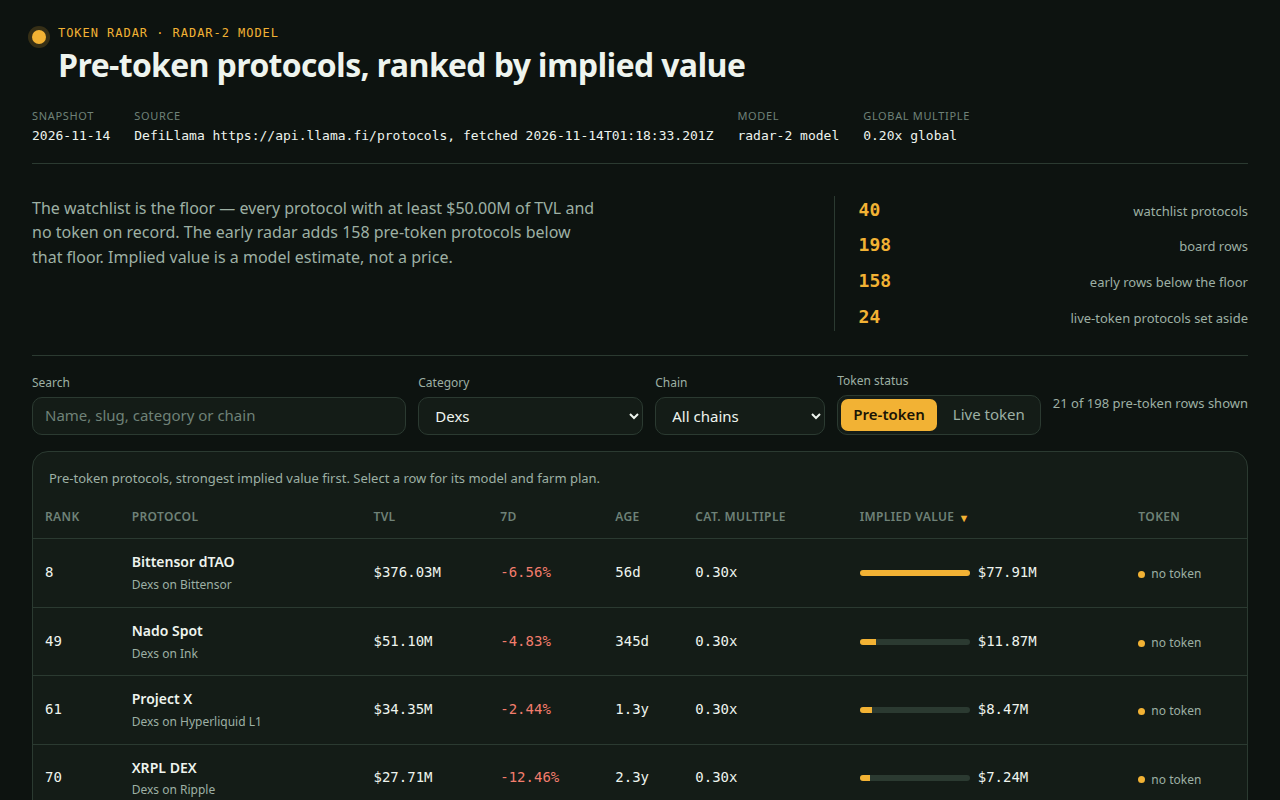 TOKEN RADAR · RADAR-2 MODEL
Pre-token protocols, ranked by implied value
SNAPSHOT SOURCE MODEL GLOBAL MULTIPLE
2026-11-14 DefiLlama https://api.llama.fi/protocols, fetched 2026-11-14T01:18:33.201Z radar-2 model 0.20x global
The watchlist is the floor — every protocol with at least $50.00M of TVL and
no token on record. The early radar adds 158 pre-token protocols below
that floor. Implied value is a model estimate, not a price.
40 watchlist protocols
198 board rows
158 early rows below the floor
24 live-token protocols set aside
Search Category Chain Token status
Name, slug, category or chain Dexs All chains Pre-token Live token 21 of 198 pre-token rows shown
Pre-token protocols, strongest implied value first. Select a row for its model and farm plan.
RANK PROTOCOL TVL 7D AGE CAT. MULTIPLE IMPLIED VALUE ▼ TOKEN
8 Bittensor dTAO $376.03M -6.56% 56d 0.30x $77.91M no token
Dexs on Bittensor
49 Nado Spot $51.10M -4.83% 345d 0.30x $11.87M no token
Dexs on Ink
61 Project X $34.35M -2.44% 1.3y 0.30x $8.47M no token
Dexs on Hyperliquid L1
70 XRPL DEX $27.71M -12.46% 2.3y 0.30x $7.24M no token
Dexs on Ripple